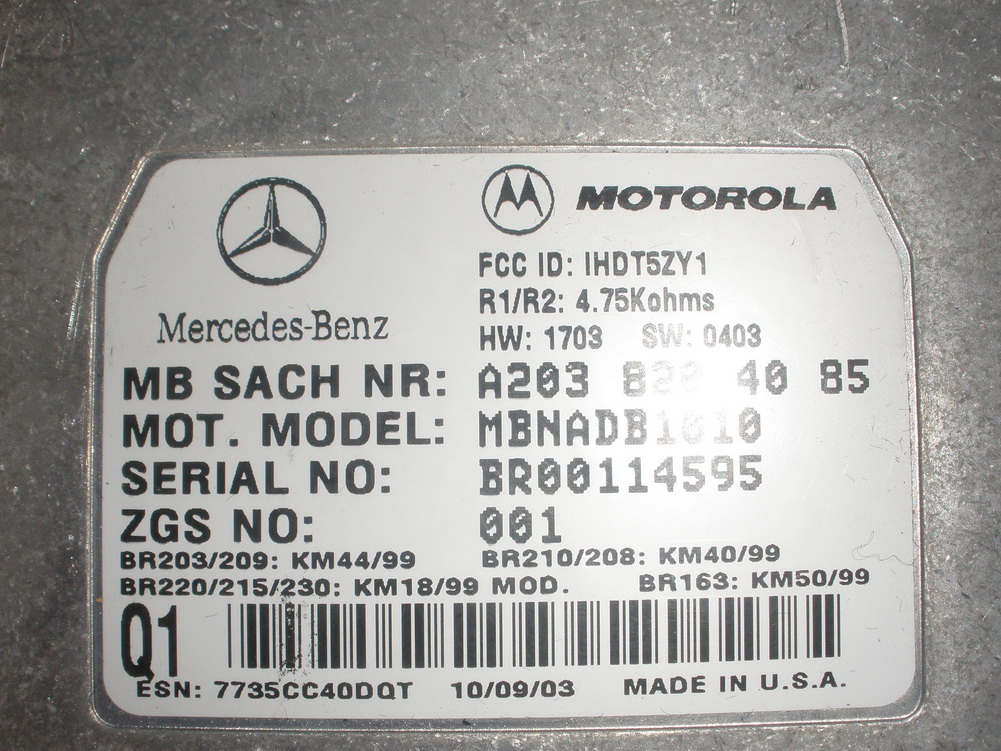 MOTOROLA
Mercedes-Benz
FCC ID: IHDT5ZY1
R1/R2: 4.75Kohms
HW: 1703 SW: 0403
MB SACH NR: A203 820 40 85
MOT. MODEL: MBNADB1010
SERIAL NO: BR00114595
ZGS NO: 001
BR203/209: KM44/99 BR210/208: KM40/99
BR220/215/230: KM18/99 MOD. BR163: KM50/99
Q1
ESN: 7735CC40DQT 10/09/03 MADE IN U.S.A.